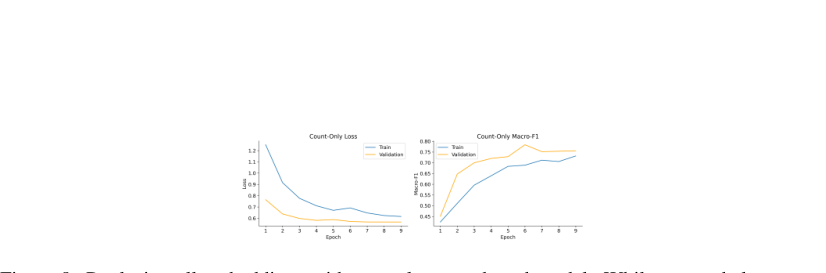 Count-Only Loss
Train
Validation
1.2
1.1
1.0
0.9
0.8
0.7
0.6
Loss
1 2 3 4 5 6 7 8 9
Epoch
Count-Only Macro-F1
Train
Validation
0.80
0.75
0.70
0.65
0.60
0.55
0.50
0.45
Macro-F1
1 2 3 4 5 6 7 8 9
Epoch